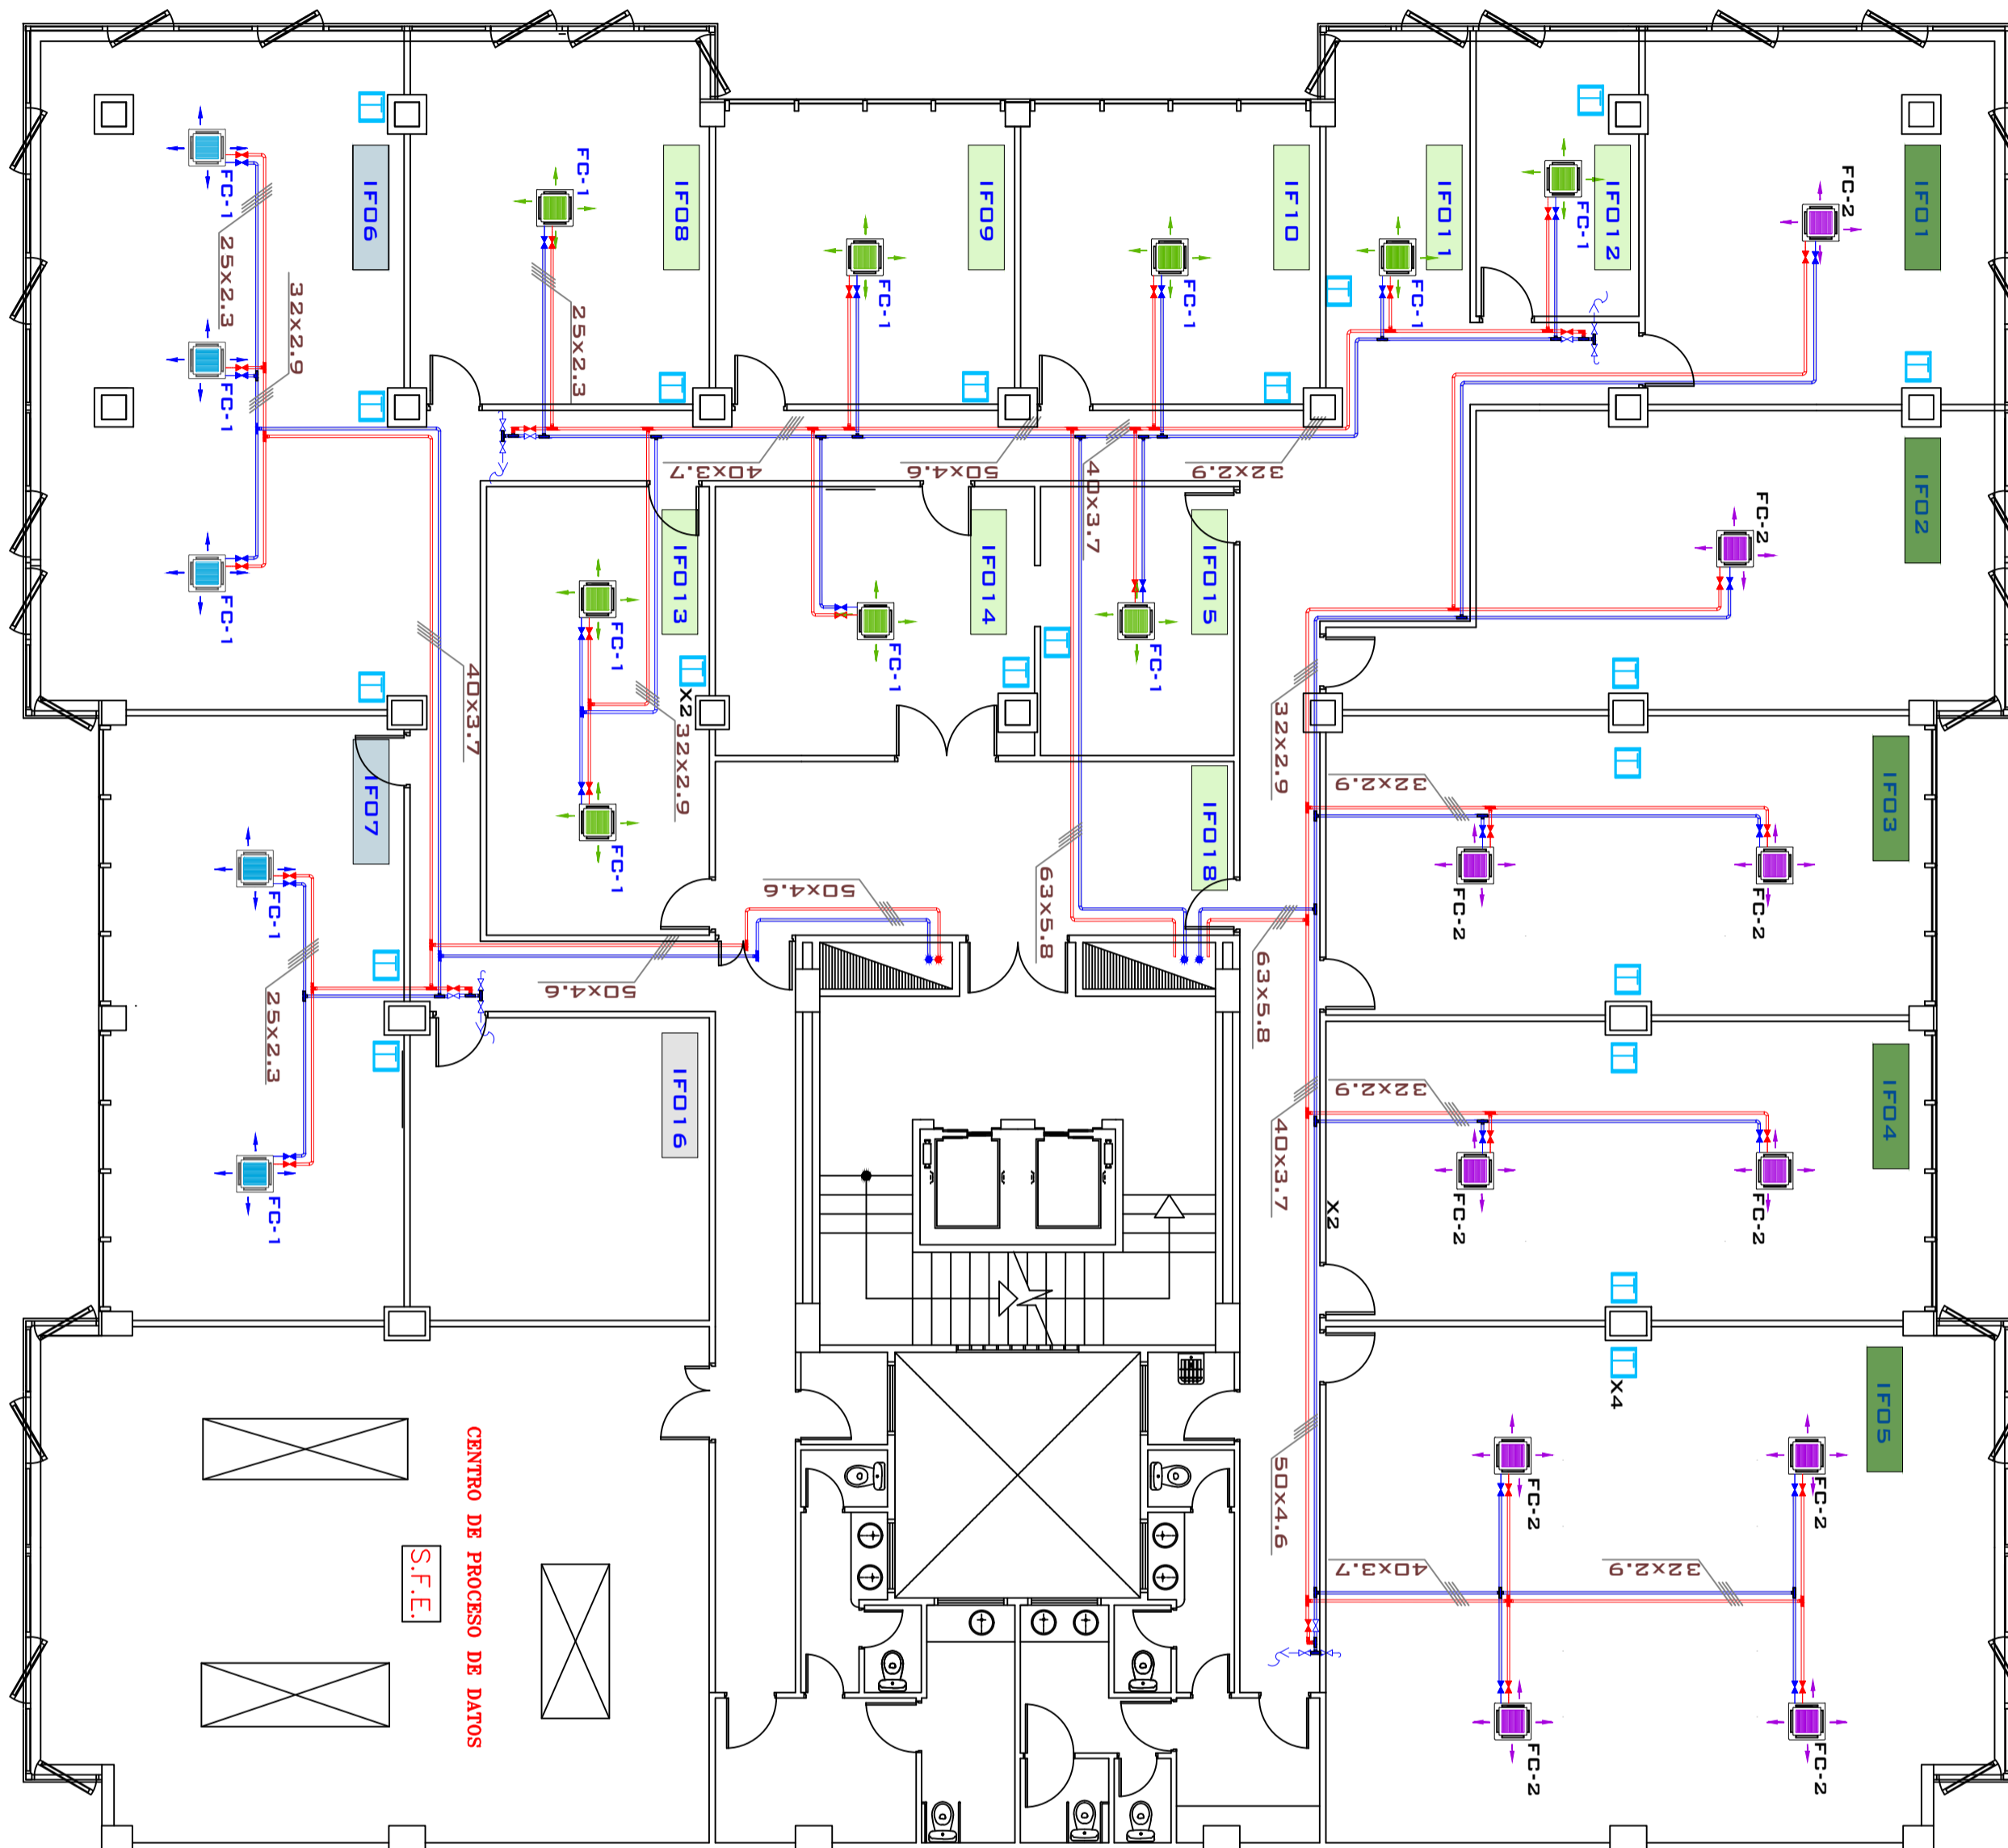 IF06
IF08
IF09
IF10
IF011
IF012
IF01
FC-1
FC-1
FC-1
FC-1
FC-1
FC-1
FC-2
25x2.3
32x2.9
25x2.3
FC-1
IF02
40x3.7
50x4.6
40x3.7
32x2.9
FC-2
FC-1
IF013
IF014
IF015
FC-1
FC-1
FC-1
40x3.7
X2
32x2.9
32x2.9
IF07
IF018
32x2.9
IF03
FC-1
FC-1
50x4.6
63x5.8
FC-2
FC-2
25x2.3
50x4.6
63x5.8
IF016
32x2.9
IF04
FC-1
40x3.7
X2
FC-2
FC-2
IF05
X4
CENTRO DE PROCESO DE DATOS
S.F.E.
50x4.6
FC-2
FC-2
40x3.7
32x2.9
FC-2
FC-2